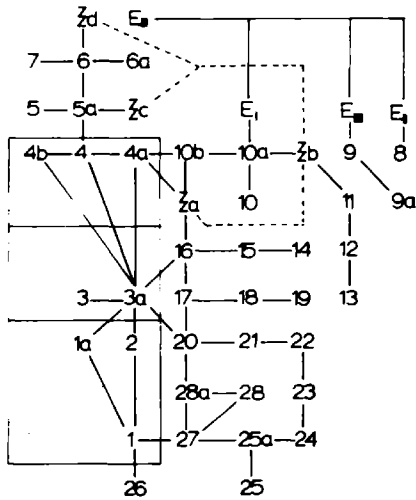 Zd E
7 6 6a
5 5a Zc
E E E
4b 4 4a 10b 10a Zb 9 8
Za 10 11 9a
16 15 14 12
3 3a 17 18 19 13
1a 2 20 21 22
28a 28 23
1 27 25a 24
26 25